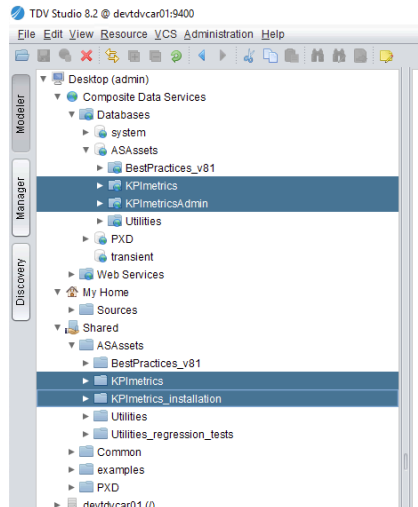 TDV Studio 8.2 @ devtdvcar01:9400
File Edit View Resource VCS Administration Help
Modeler
Manager
Discovery
Desktop (admin)
Composite Data Services
Databases
system
ASAssets
BestPractices_v81
KPImetrics
KPImetricsAdmin
Utilities
PXD
transient
Web Services
My Home
Sources
Shared
ASAssets
BestPractices_v81
KPImetrics
KPImetrics_installation
Utilities
Utilities_regression_tests
Common
examples
PXD
devtdvcar01 (/)